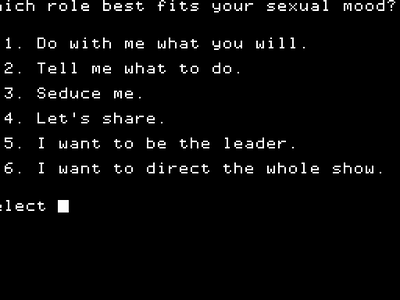 hich role best fits your sexual mood?
1. Do with me what you will.
2. Tell me what to do.
3. Seduce me.
4. Let's share.
5. I want to be the leader.
6. I want to direct the whole show.
elect